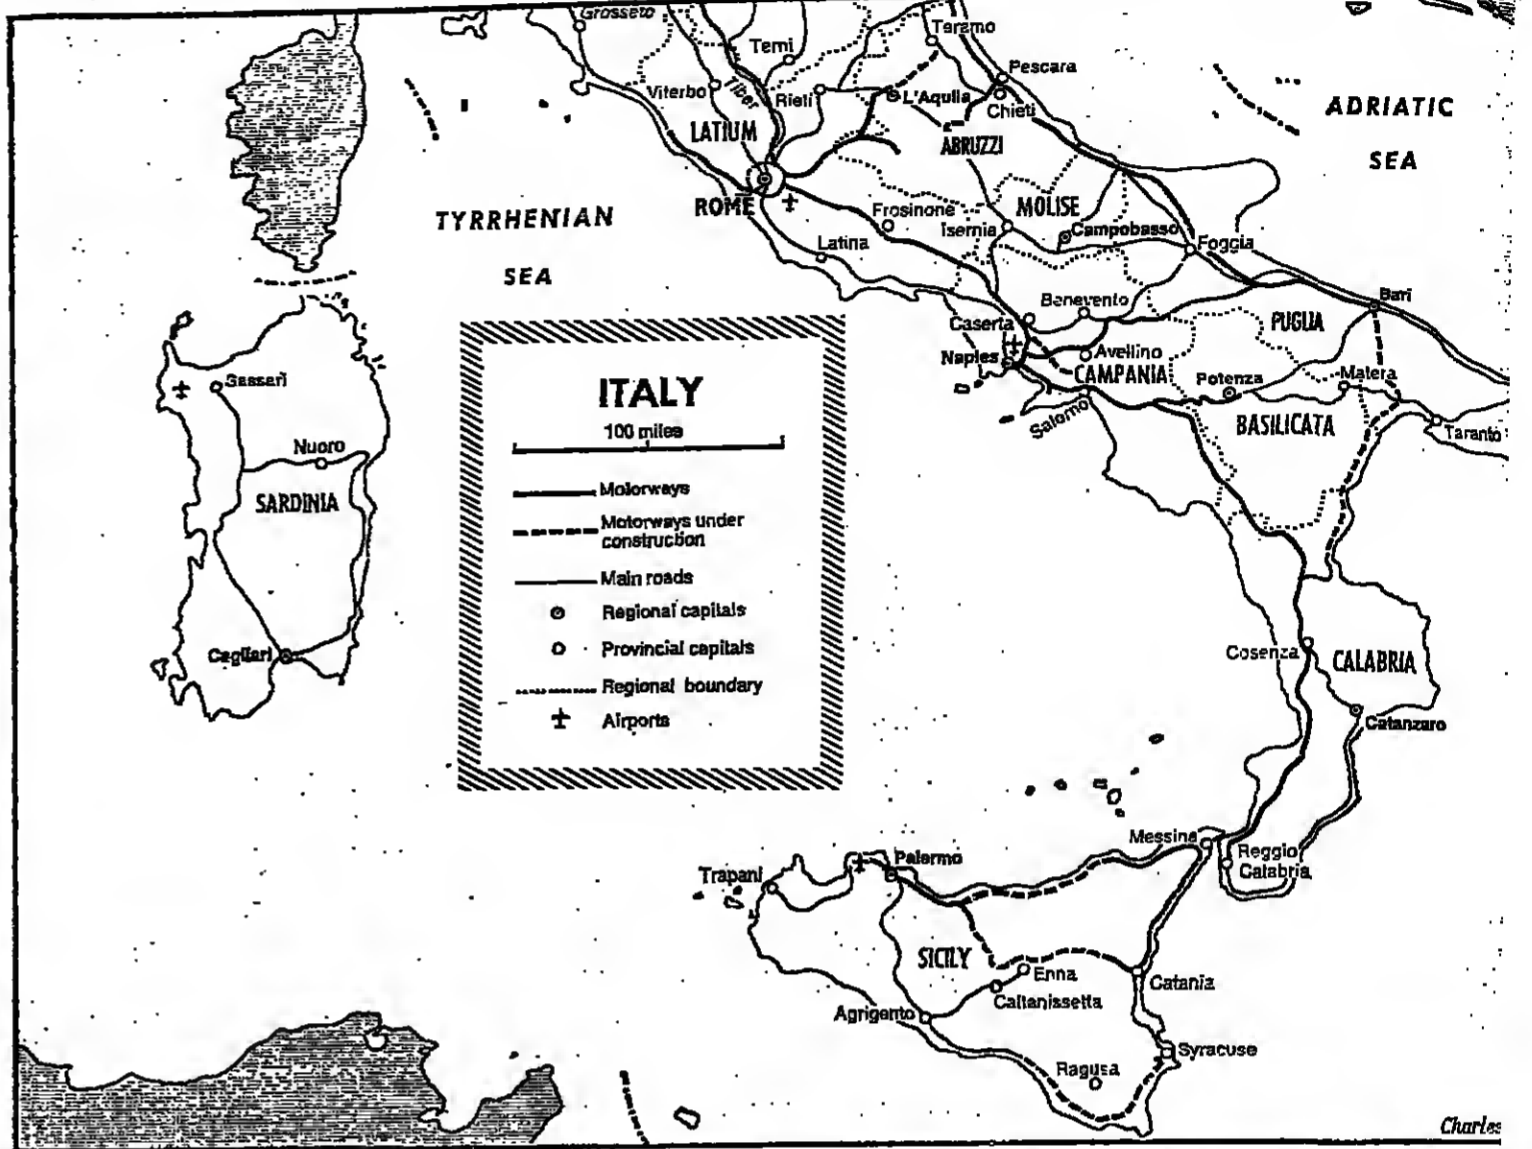 Grosseto
Teramo
Terni
Pescara
Viterbo
Tiber
Rieti
L'Aquila
Chieti
ADRIATIC
SEA
LATIUM
ABRUZZI
ROME
TYRRHENIAN
SEA
Frosinone
Isernia
MOLISE
Campobasso
Foggia
Latina
Benevento
Bari
Caserta
PUGLIA
Naples
Avellino
CAMPANIA
Potenza
Matera
Salerno
BASILICATA
Taranto
Sassari
Nuoro
SARDINIA
Cagliari
ITALY
100 miles
Motorways
Motorways under
construction
Main roads
Regional capitals
Provincial capitals
Regional boundary
Airports
Cosenza
CALABRIA
Catanzaro
Messina
Reggio
Calabria
Palermo
Trapani
SICILY
Enna
Caltanissetta
Catania
Agrigento
Syracuse
Ragusa
Charles